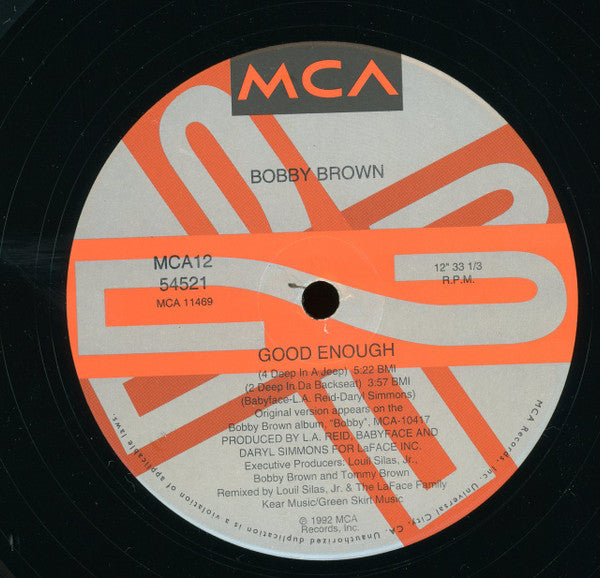 MCA
BOBBY BROWN
MCA12
54521
MCA 11469
12" 33 1/3
R.P.M.
GOOD ENOUGH
(4 Deep In A Jeep) 5:22 BMI
(2 Deep In Da Backseat) 3:57 BMI
(Babyface-L.A. Reid-Daryl Simmons)
Original version appears on the
Bobby Brown album, "Bobby", MCA-10417
PRODUCED BY L.A. REID, BABYFACE AND
DARYL SIMMONS FOR LaFACE INC.
Executive Producers: Louil Silas, Jr.,
Bobby Brown and Tommy Brown
Remixed by Louil Silas, Jr. & The LaFace Family
Kear Music/Green Skirt Music
© 1992 MCA
Records, Inc.
MCA Records, Inc. Universal City, CA. Unauthorized duplication is a violation of applicable laws.